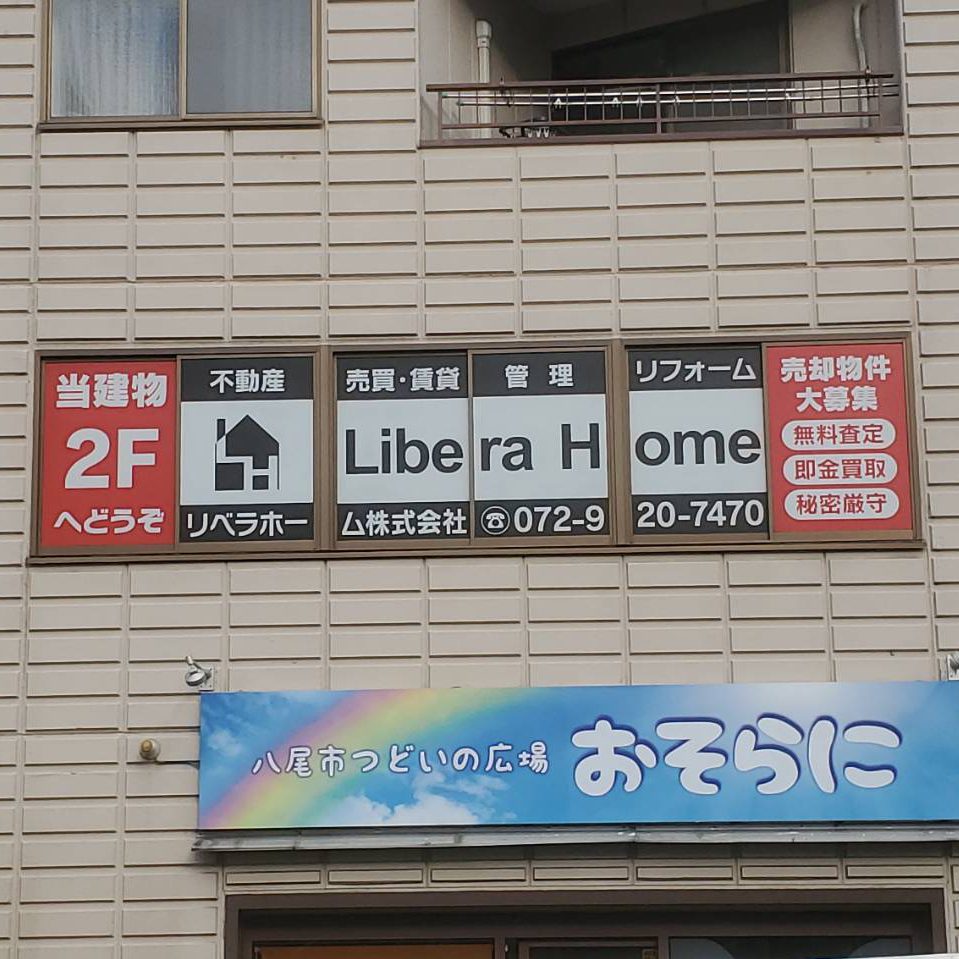 当建物
2F
へどうぞ
不動産
売買・賃貸
管理
リフォーム
Libera Home
リベラホーム株式会社
☎072-920-7470
売却物件
大募集
無料査定
即金買取
秘密厳守
八尾市つどいの広場
おそらに